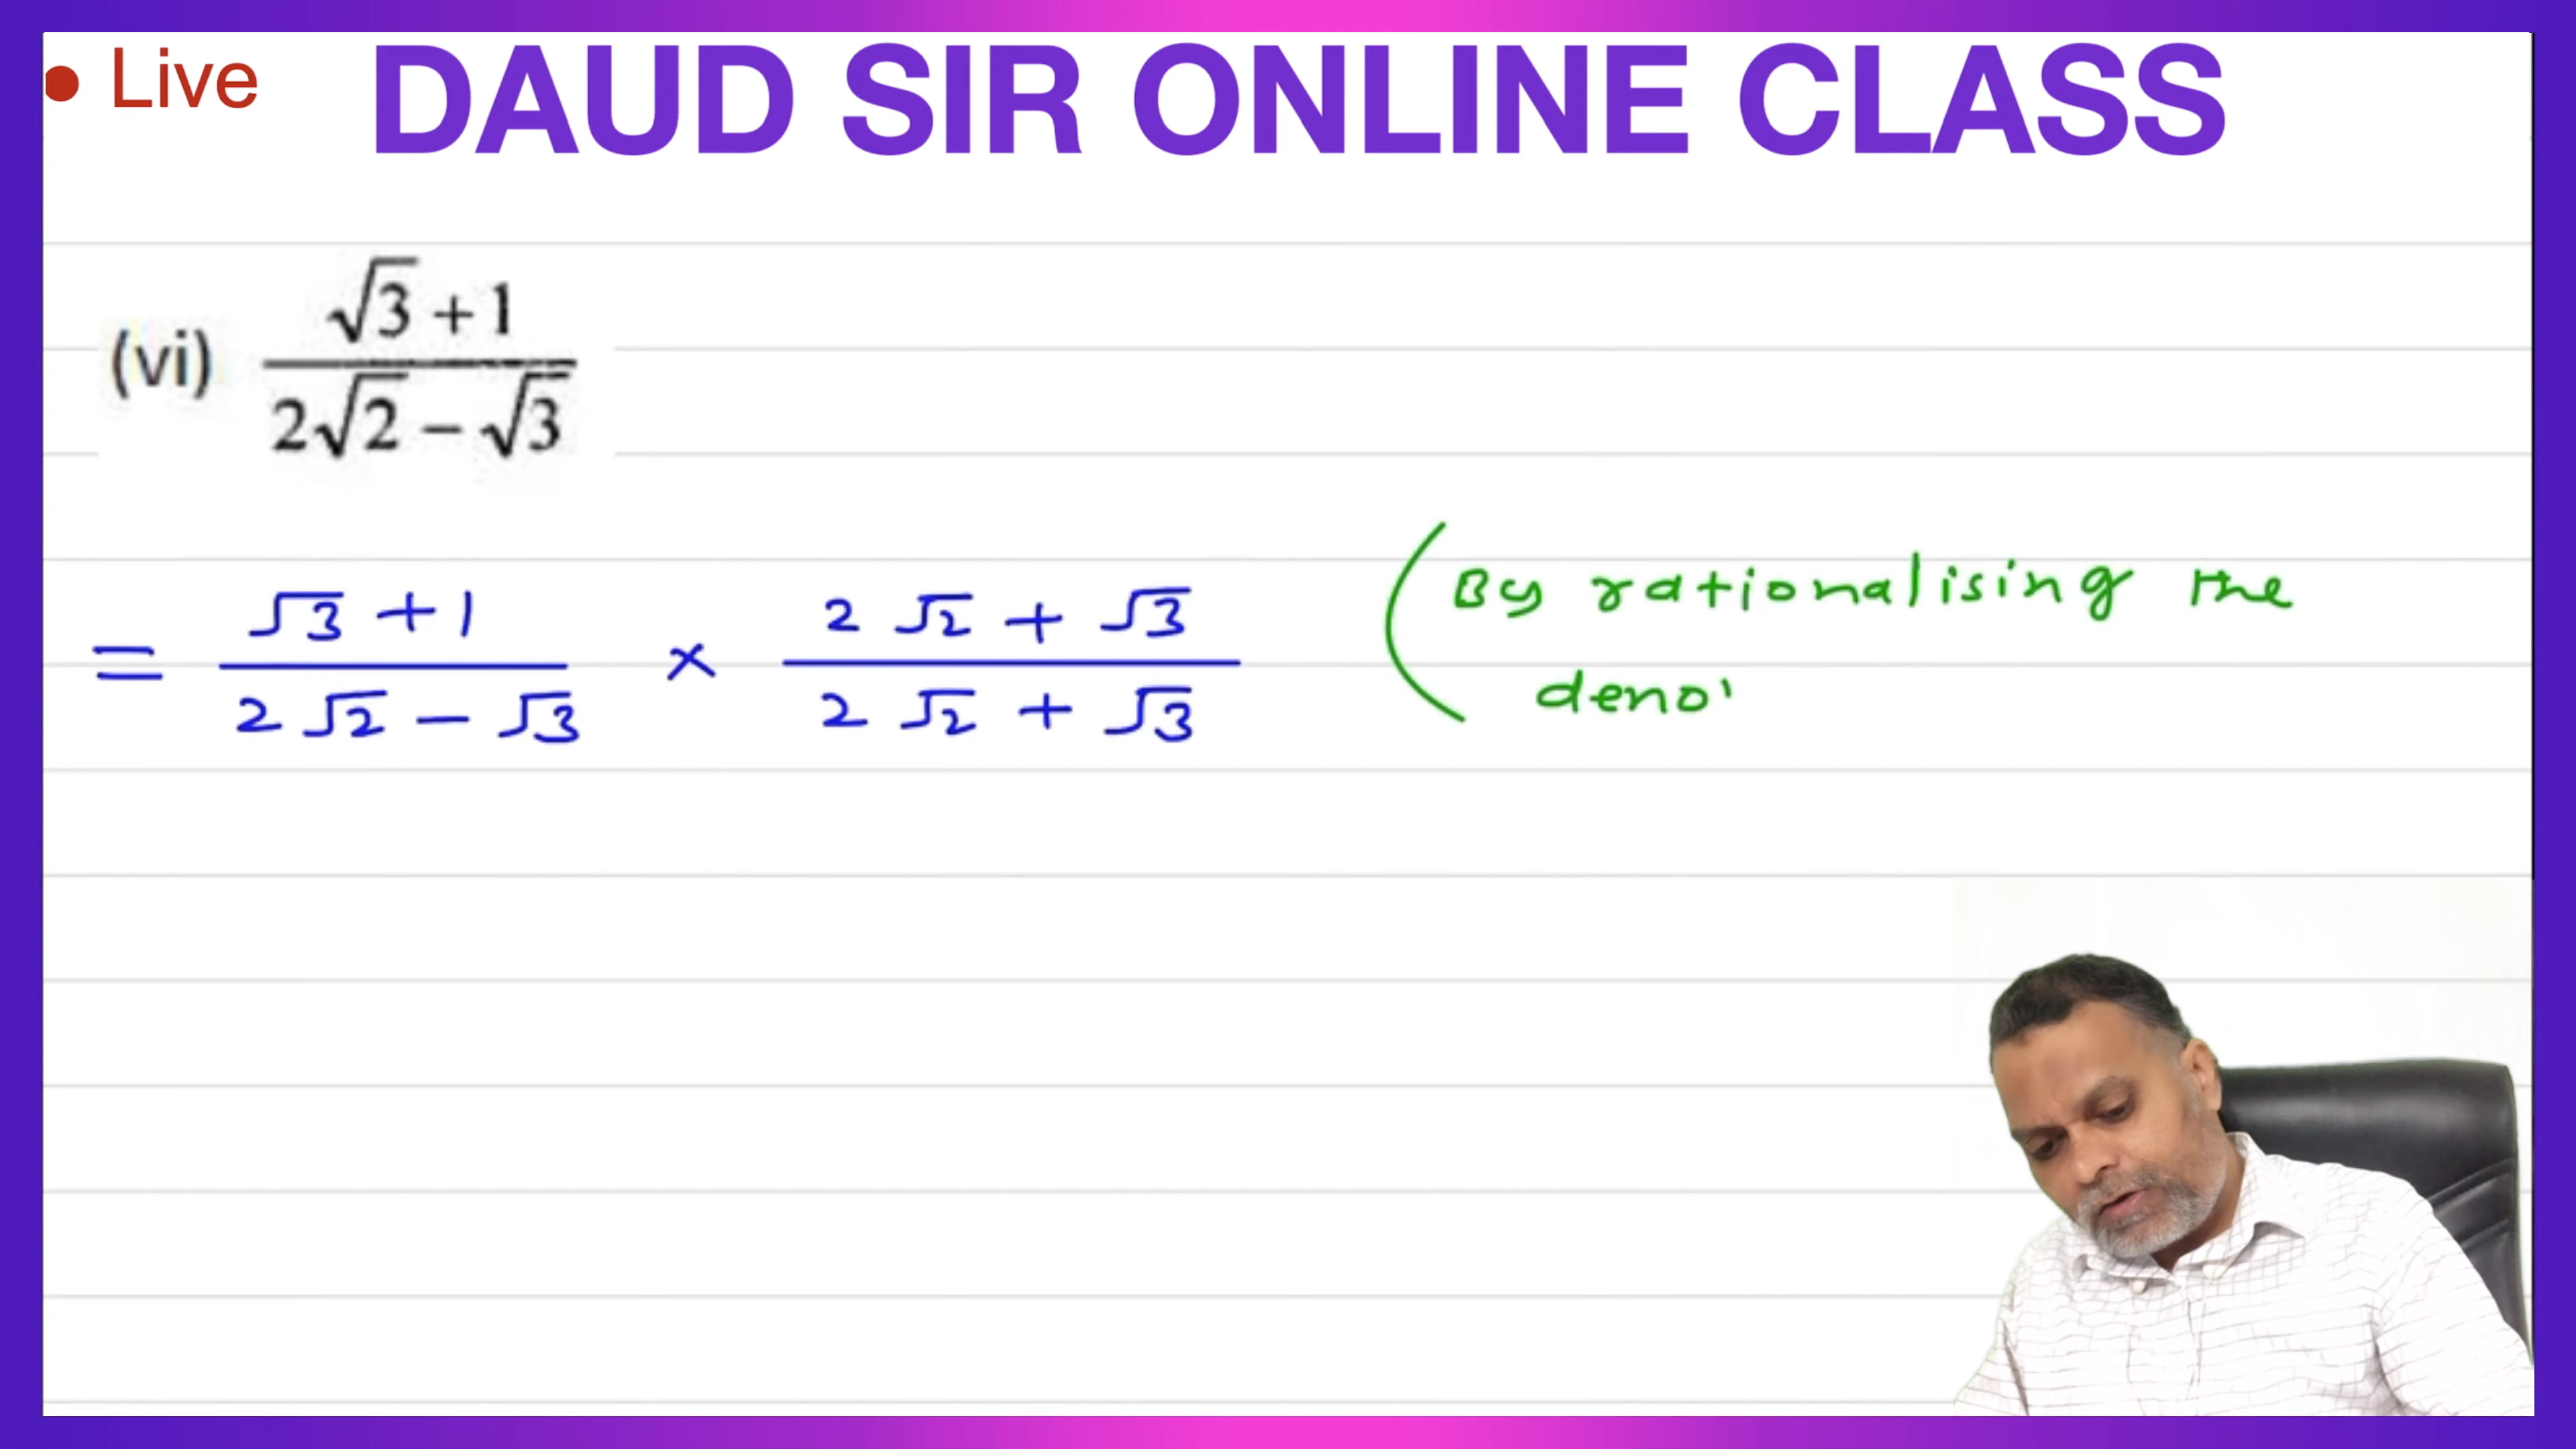 • Live
DAUD SIR ONLINE CLASS
(vi) (√3 + 1)/(2√2 − √3)
= (√3 + 1)/(2√2 − √3) × (2√2 + √3)/(2√2 + √3)
(By rationalising the
deno